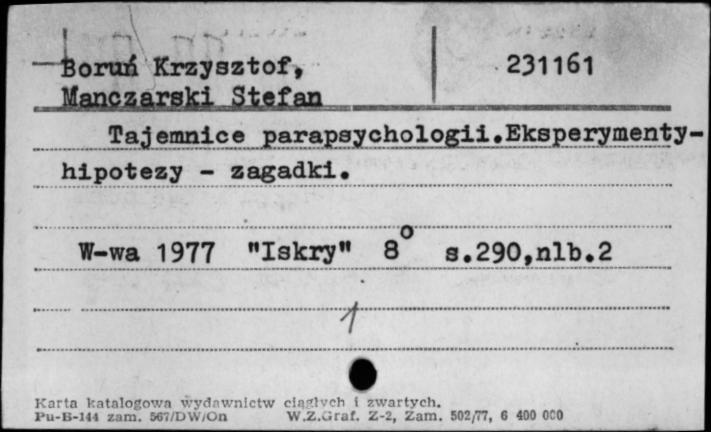 Boruń Krzysztof, 231161
Manczarski Stefan
Tajemnice parapsychologii.Eksperymenty-
hipotezy - zagadki.
W-wa 1977 "Iskry" 8° s.290,nlb.2
1
Karta katalogowa wydawnictw ciągłych i zwartych.
Pu-B-144 zam. 567/DW/On W.Z.Graf. Z-2, Zam. 502/77, 6 400 000